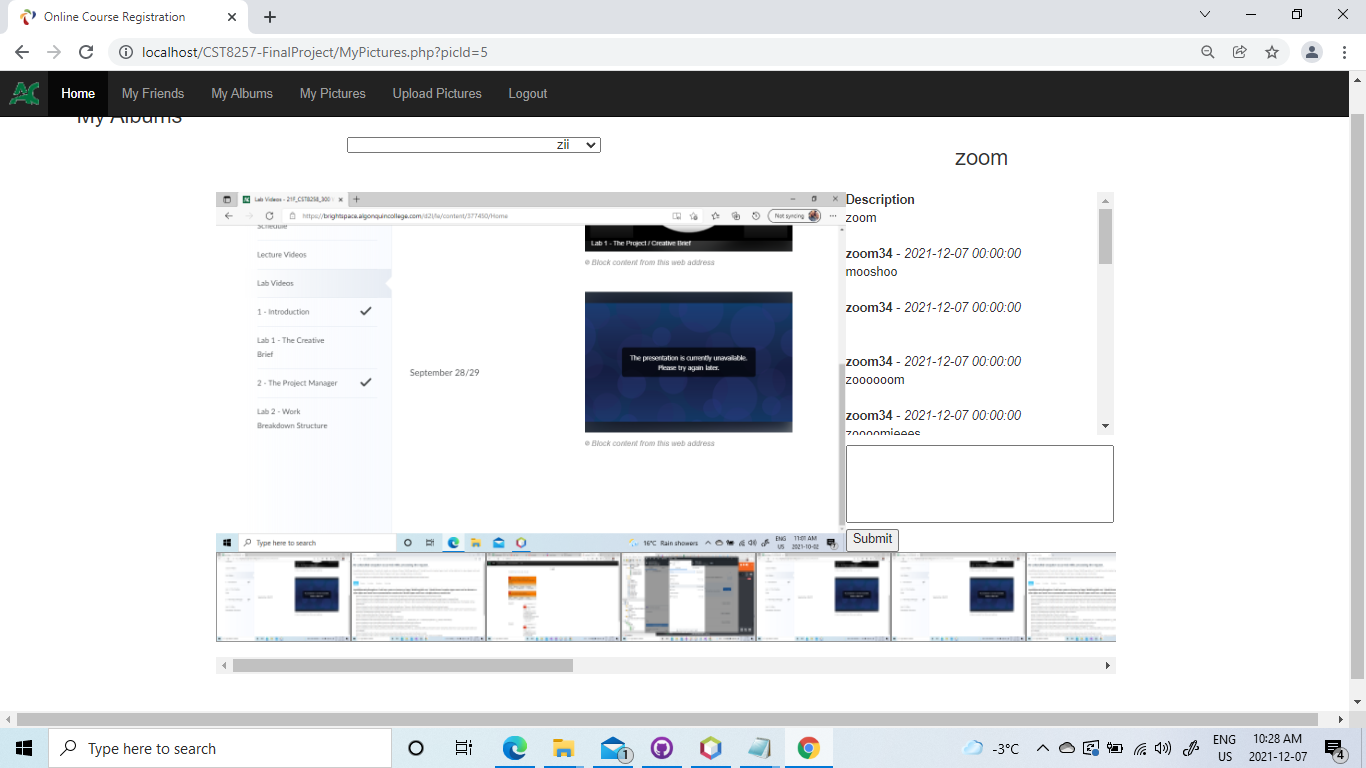 Online Course Registration
localhost/CST8257-FinalProject/MyPictures.php?picId=5
Home My Friends My Albums My Pictures Upload Pictures Logout
My Albums
zii
zoom
Lab Videos - 21F_CST8258_300
https://brightspace.algonquincollege.com/d2l/le/content/377450/Home
Not syncing
Schedule
Lecture Videos
Lab Videos
1 - Introduction
Lab 1 - The Creative
Brief
2 - The Project Manager
Lab 2 - Work
Breakdown Structure
September 28/29
Lab 1 - The Project / Creative Brief
Block content from this web address
The presentation is currently unavailable.
Please try again later.
Block content from this web address
Type here to search
16°C Rain showers
ENG
US
11:01 AM
2021-10-02
Description
zoom
zoom34 - 2021-12-07 00:00:00
mooshoo
zoom34 - 2021-12-07 00:00:00
zoom34 - 2021-12-07 00:00:00
zoooooom
zoom34 - 2021-12-07 00:00:00
zoooomieees
Submit
Type here to search
1
-3°C
ENG
US
10:28 AM
2021-12-07
4